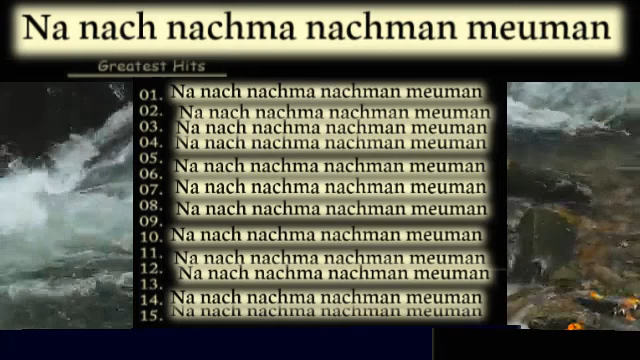 Na nach nachma nachman meuman
Greatest Hits
01. Na nach nachma nachman meuman
02. Na nach nachma nachman meuman
03. Na nach nachma nachman meuman
04. Na nach nachma nachman meuman
05.
06. Na nach nachma nachman meuman
07. Na nach nachma nachman meuman
08. Na nach nachma nachman meuman
09.
10. Na nach nachma nachman meuman
11. Na nach nachma nachman meuman
12. Na nach nachma nachman meuman
13.
14. Na nach nachma nachman meuman
15. Na nach nachma nachman meuman